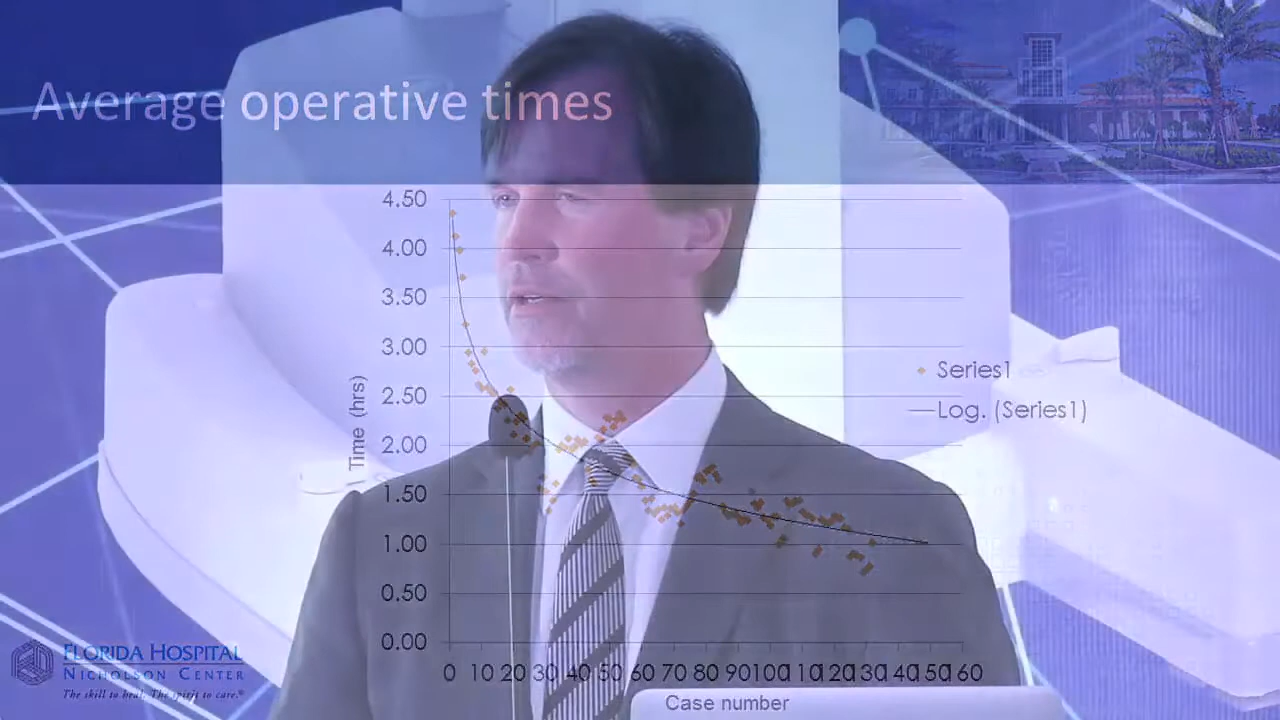 Average operative times
4.50
4.00
3.50
3.00
2.50
2.00
1.50
1.00
0.50
0.00
Time (hrs)
Series1
Log. (Series1)
0 10 20 30 40 50 60 70 80 90 100 110 120 130 140 150 160
Case number
FLORIDA HOSPITAL
NICHOLSON CENTER
The skill to heal. The spirit to care.®